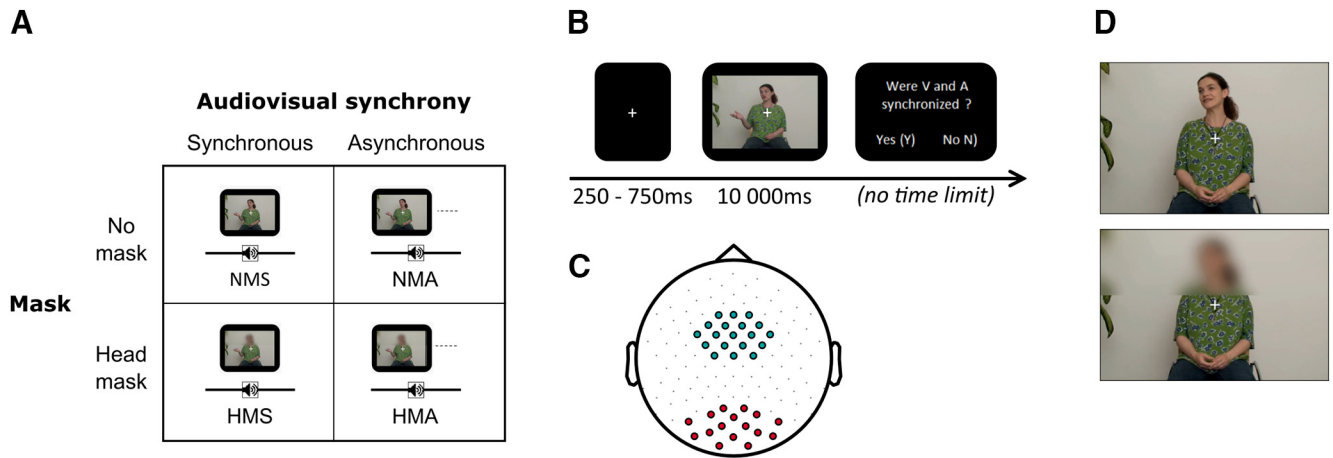 A
Audiovisual synchrony
Synchronous Asynchronous
No
mask
NMS NMA
Mask
Head
mask
HMS HMA
B
Were V and A
synchronized ?
Yes (Y) No N)
250 - 750ms 10 000ms (no time limit)
C
D